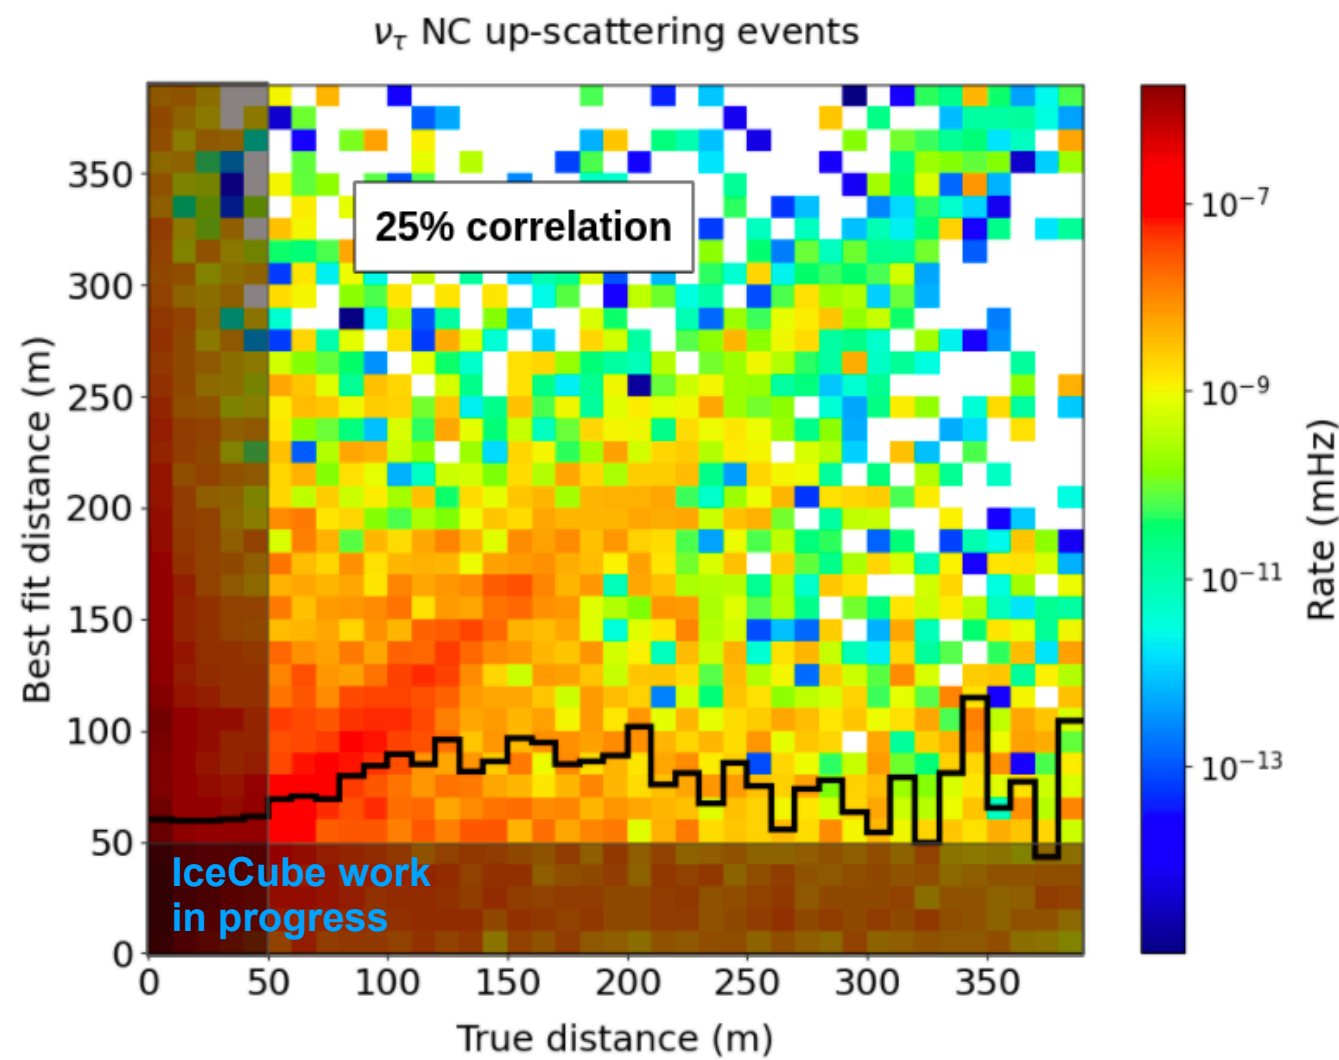 ν_τ NC up-scattering events
25% correlation
IceCube work
in progress
Best fit distance (m)
350
300
250
200
150
100
50
0
0 50 100 150 200 250 300 350
True distance (m)
10⁻⁷
10⁻⁹
10⁻¹¹
10⁻¹³
Rate (mHz)